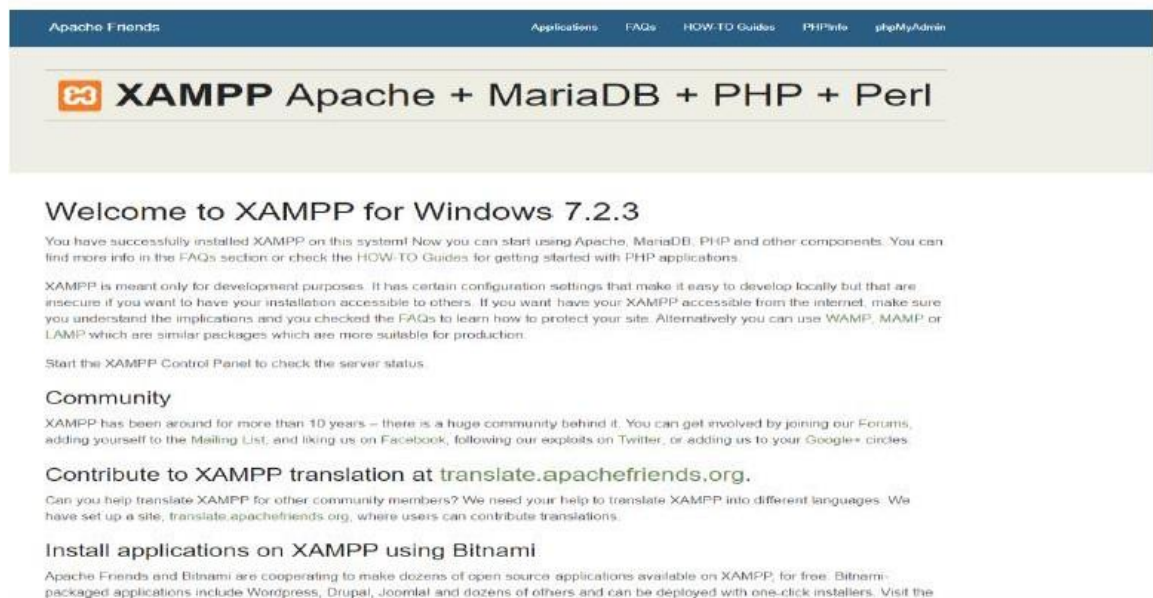 Apache Friends
Applications FAQs HOW-TO Guides PHPInfo phpMyAdmin
XAMPP Apache + MariaDB + PHP + Perl
Welcome to XAMPP for Windows 7.2.3
You have successfully installed XAMPP on this system! Now you can start using Apache, MariaDB, PHP and other components. You can
find more info in the FAQs section or check the HOW-TO Guides for getting started with PHP applications.
XAMPP is meant only for development purposes. It has certain configuration settings that make it easy to develop locally but that are
insecure if you want to have your installation accessible to others. If you want have your XAMPP accessible from the internet, make sure
you understand the implications and you checked the FAQs to learn how to protect your site. Alternatively you can use WAMP, MAMP or
LAMP which are similar packages which are more suitable for production.
Start the XAMPP Control Panel to check the server status.
Community
XAMPP has been around for more than 10 years – there is a huge community behind it. You can get involved by joining our Forums,
adding yourself to the Mailing List, and liking us on Facebook, following our exploits on Twitter, or adding us to your Google+ circles.
Contribute to XAMPP translation at translate.apachefriends.org.
Can you help translate XAMPP for other community members? We need your help to translate XAMPP into different languages. We
have set up a site, translate.apachefriends.org, where users can contribute translations.
Install applications on XAMPP using Bitnami
Apache Friends and Bitnami are cooperating to make dozens of open source applications available on XAMPP, for free. Bitnami-
packaged applications include Wordpress, Drupal, Joomla! and dozens of others and can be deployed with one-click installers. Visit the